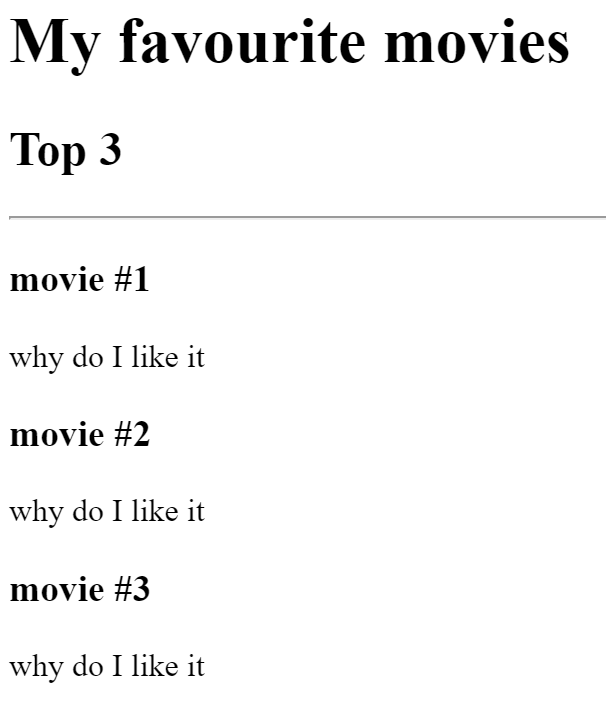 My favourite movies
Top 3
movie #1
why do I like it
movie #2
why do I like it
movie #3
why do I like it